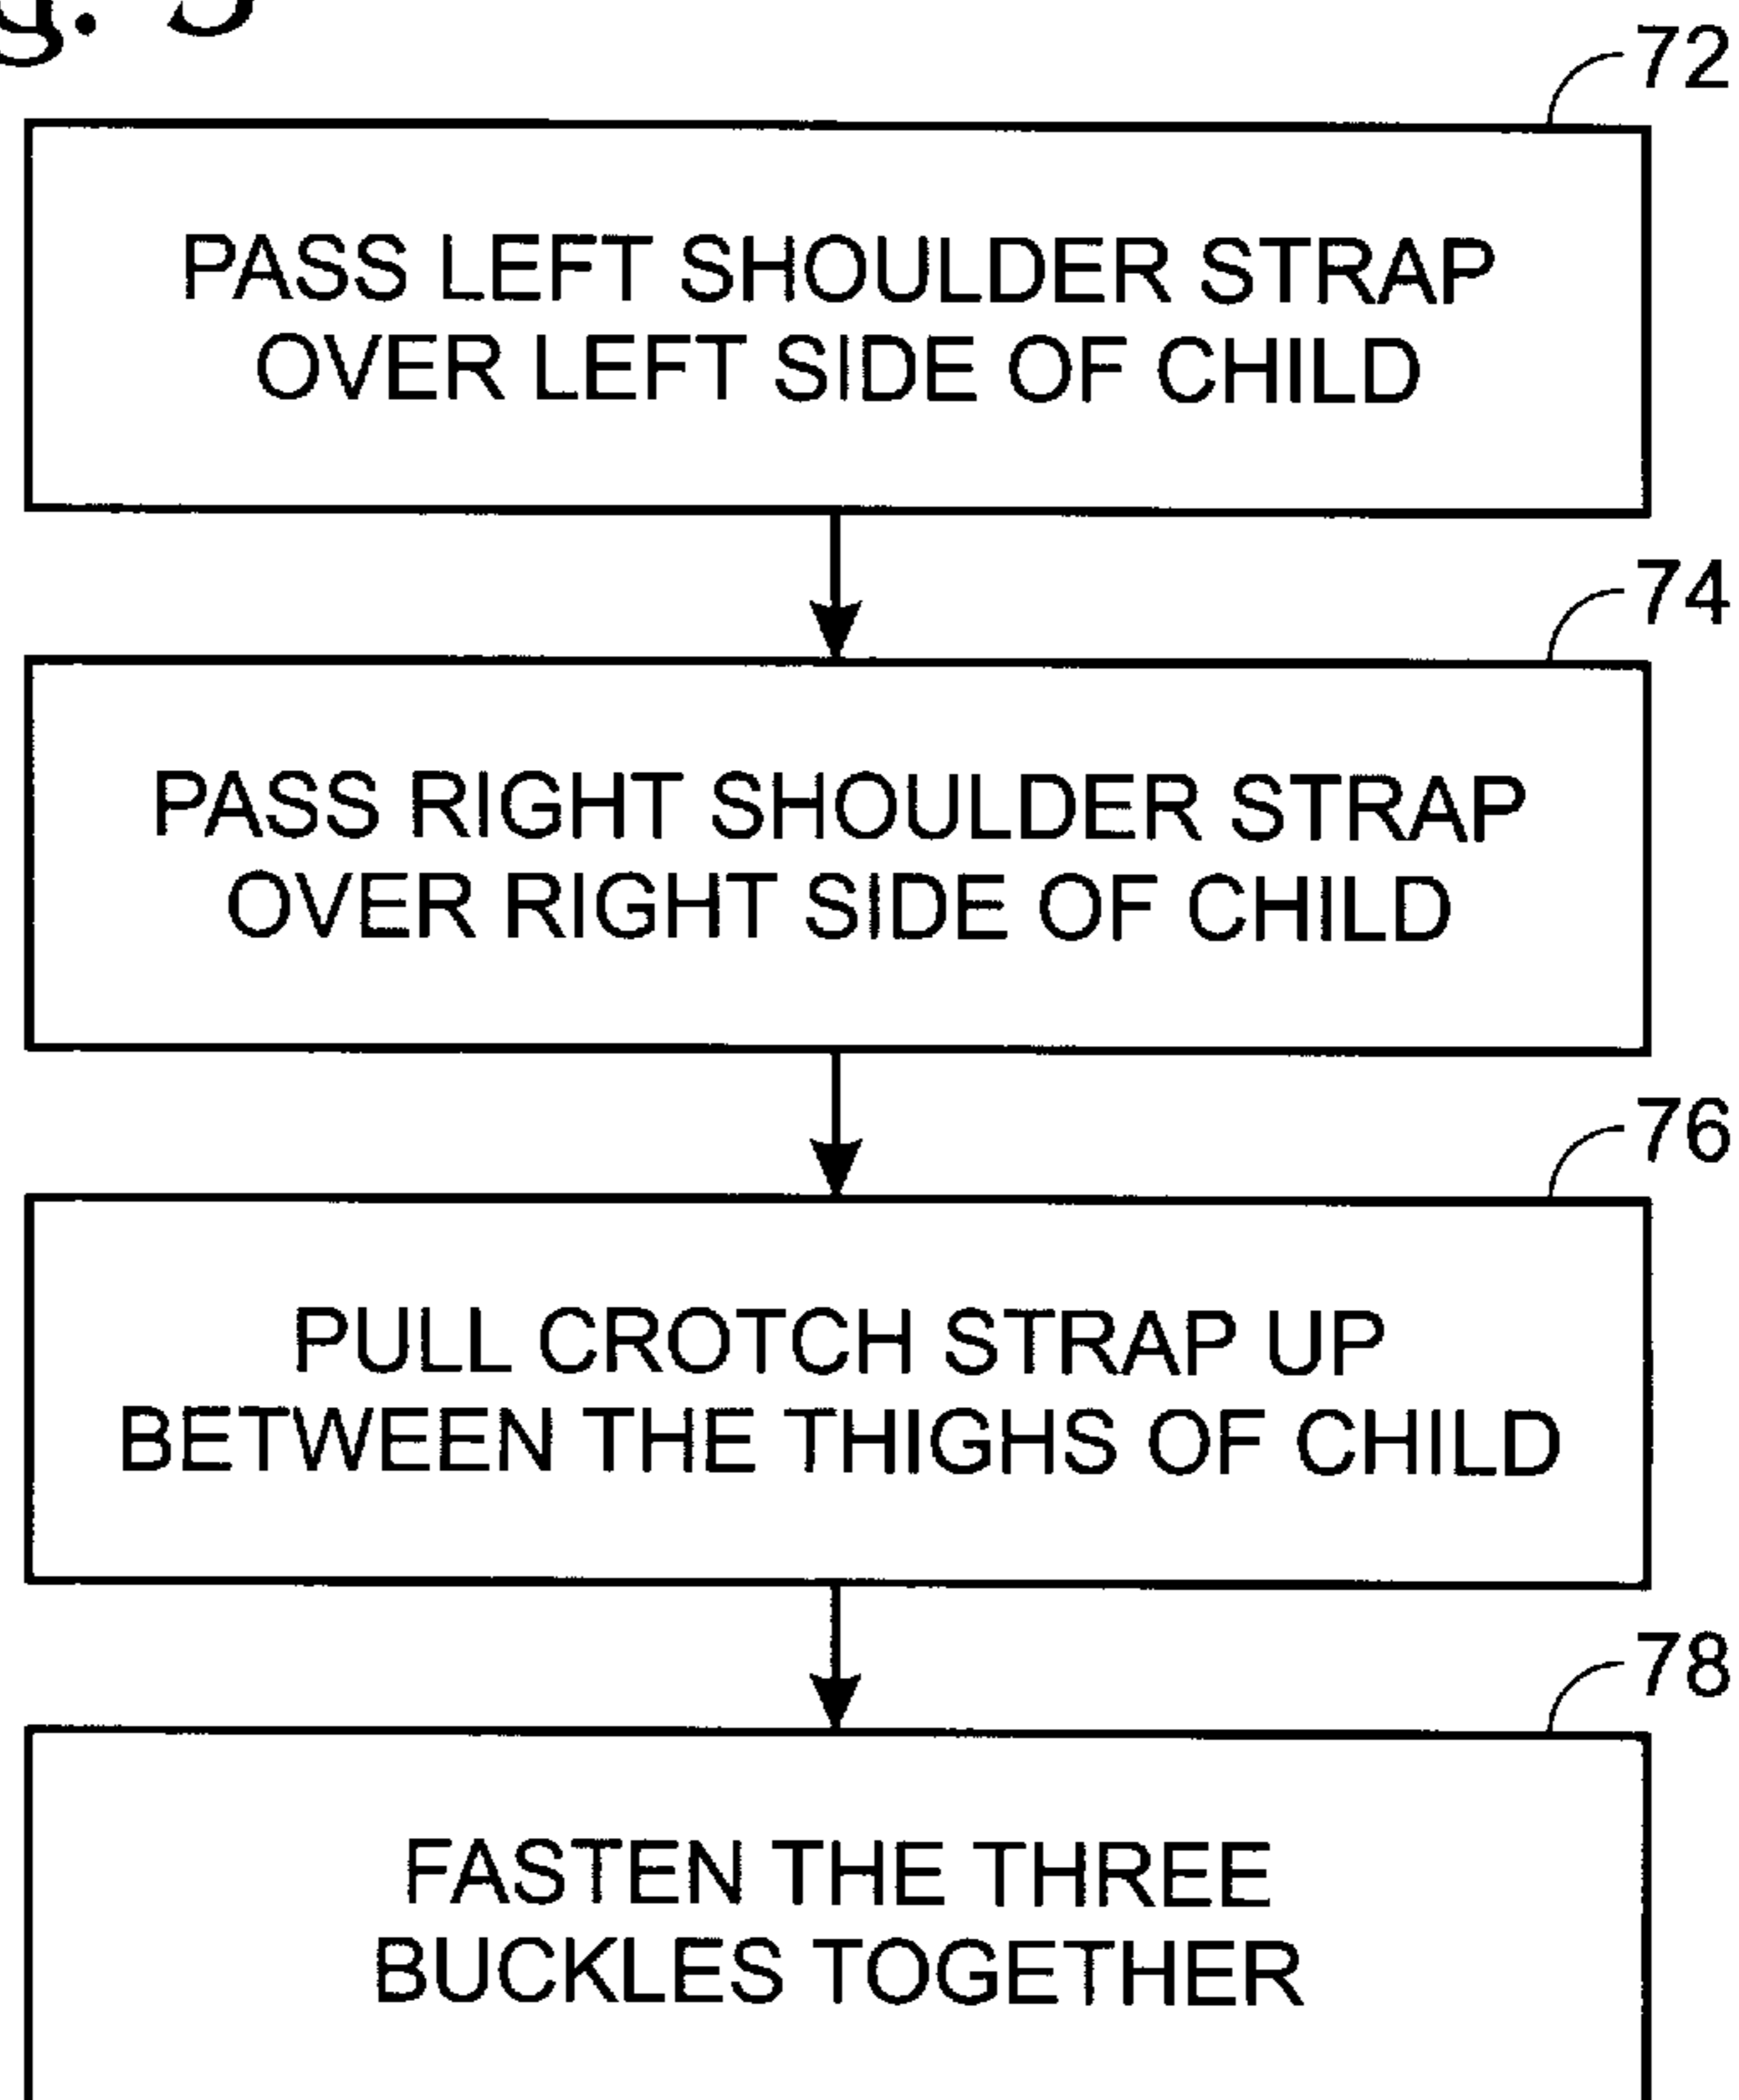 72
PASS LEFT SHOULDER STRAP
OVER LEFT SIDE OF CHILD
74
PASS RIGHT SHOULDER STRAP
OVER RIGHT SIDE OF CHILD
76
PULL CROTCH STRAP UP
BETWEEN THE THIGHS OF CHILD
78
FASTEN THE THREE
BUCKLES TOGETHER